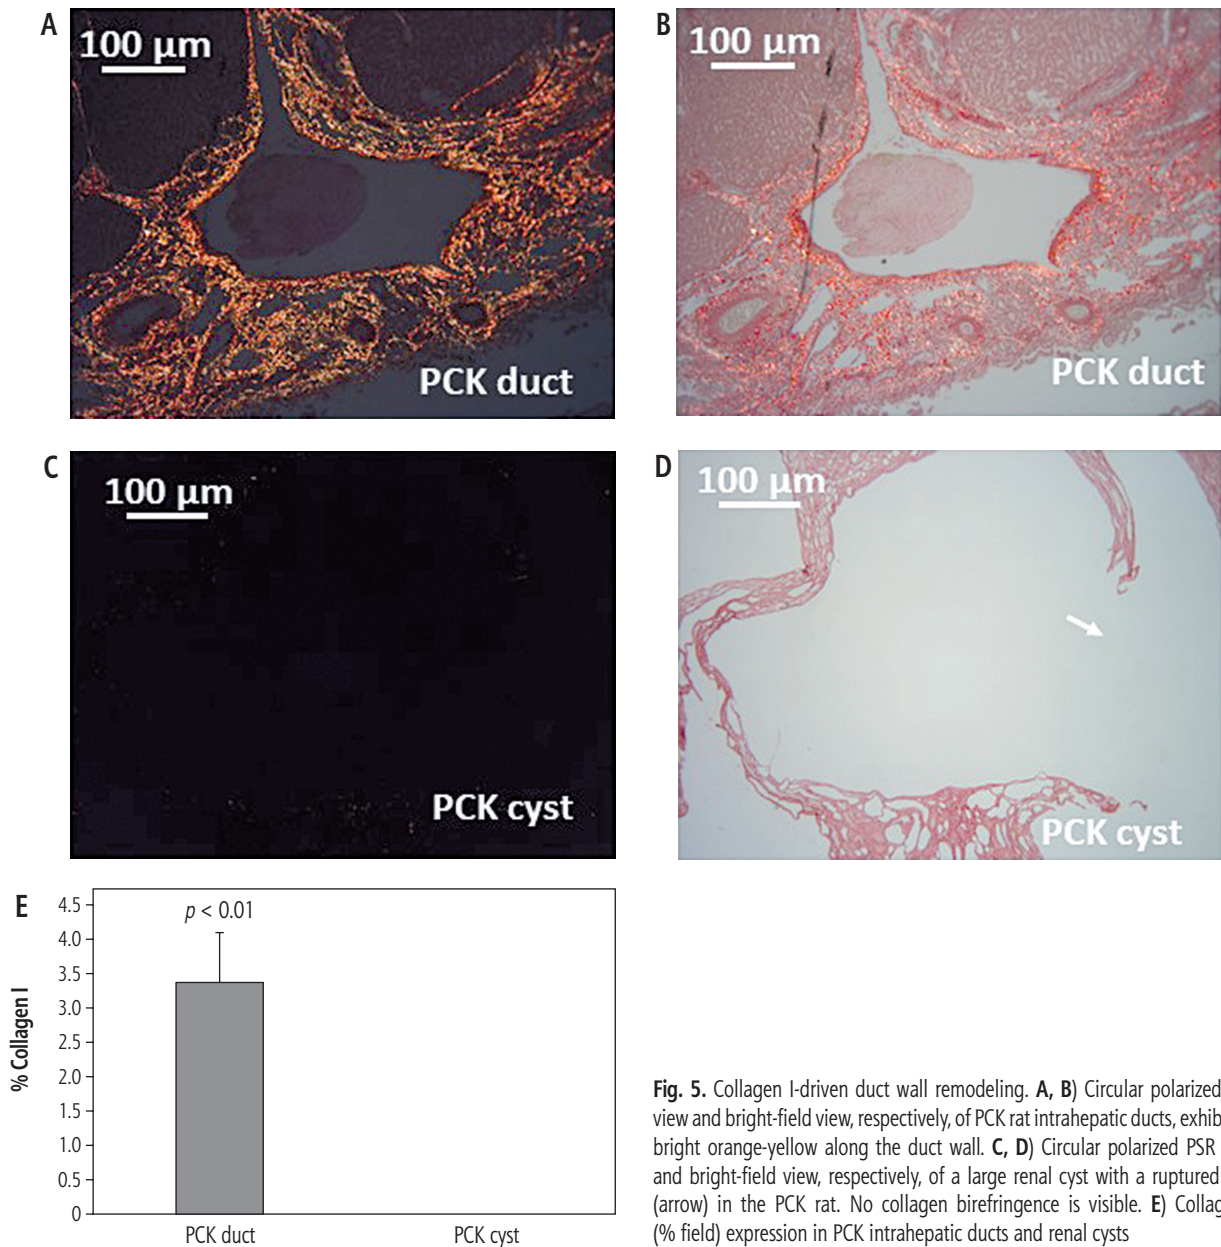 A
100 µm
PCK duct
B
100 µm
PCK duct
C
100 µm
PCK cyst
D
100 µm
PCK cyst
E
p < 0.01
% Collagen I
4.5
4.0
3.5
3.0
2.5
2.0
1.5
1.0
0.5
0
PCK duct
PCK cyst
Fig. 5. Collagen I-driven duct wall remodeling. A, B) Circular polarized
view and bright-field view, respectively, of PCK rat intrahepatic ducts, exhib
bright orange-yellow along the duct wall. C, D) Circular polarized PSR
and bright-field view, respectively, of a large renal cyst with a ruptured
(arrow) in the PCK rat. No collagen birefringence is visible. E) Collag
(% field) expression in PCK intrahepatic ducts and renal cysts